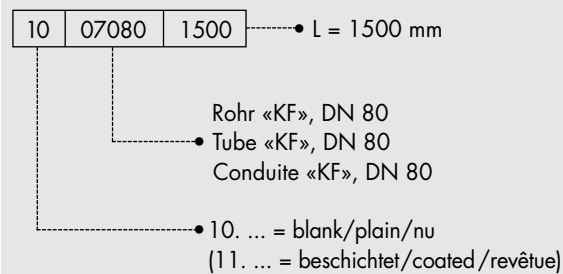 10 07080 1500 L = 1500 mm
Rohr «KF», DN 80
Tube «KF», DN 80
Conduite «KF», DN 80
10. ... = blank/plain/nu
(11. ... = beschichtet/coated/revêtue)